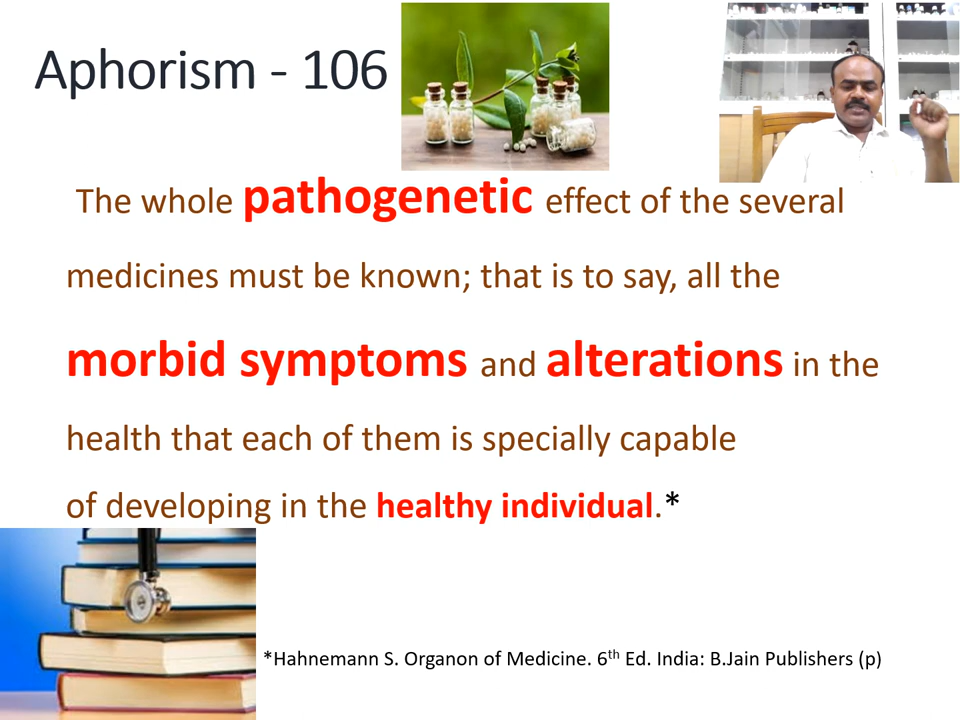 Aphorism - 106
The whole pathogenetic effect of the several
medicines must be known; that is to say, all the
morbid symptoms and alterations in the
health that each of them is specially capable
of developing in the healthy individual.*
*Hahnemann S. Organon of Medicine. 6th Ed. India: B.Jain Publishers (p)